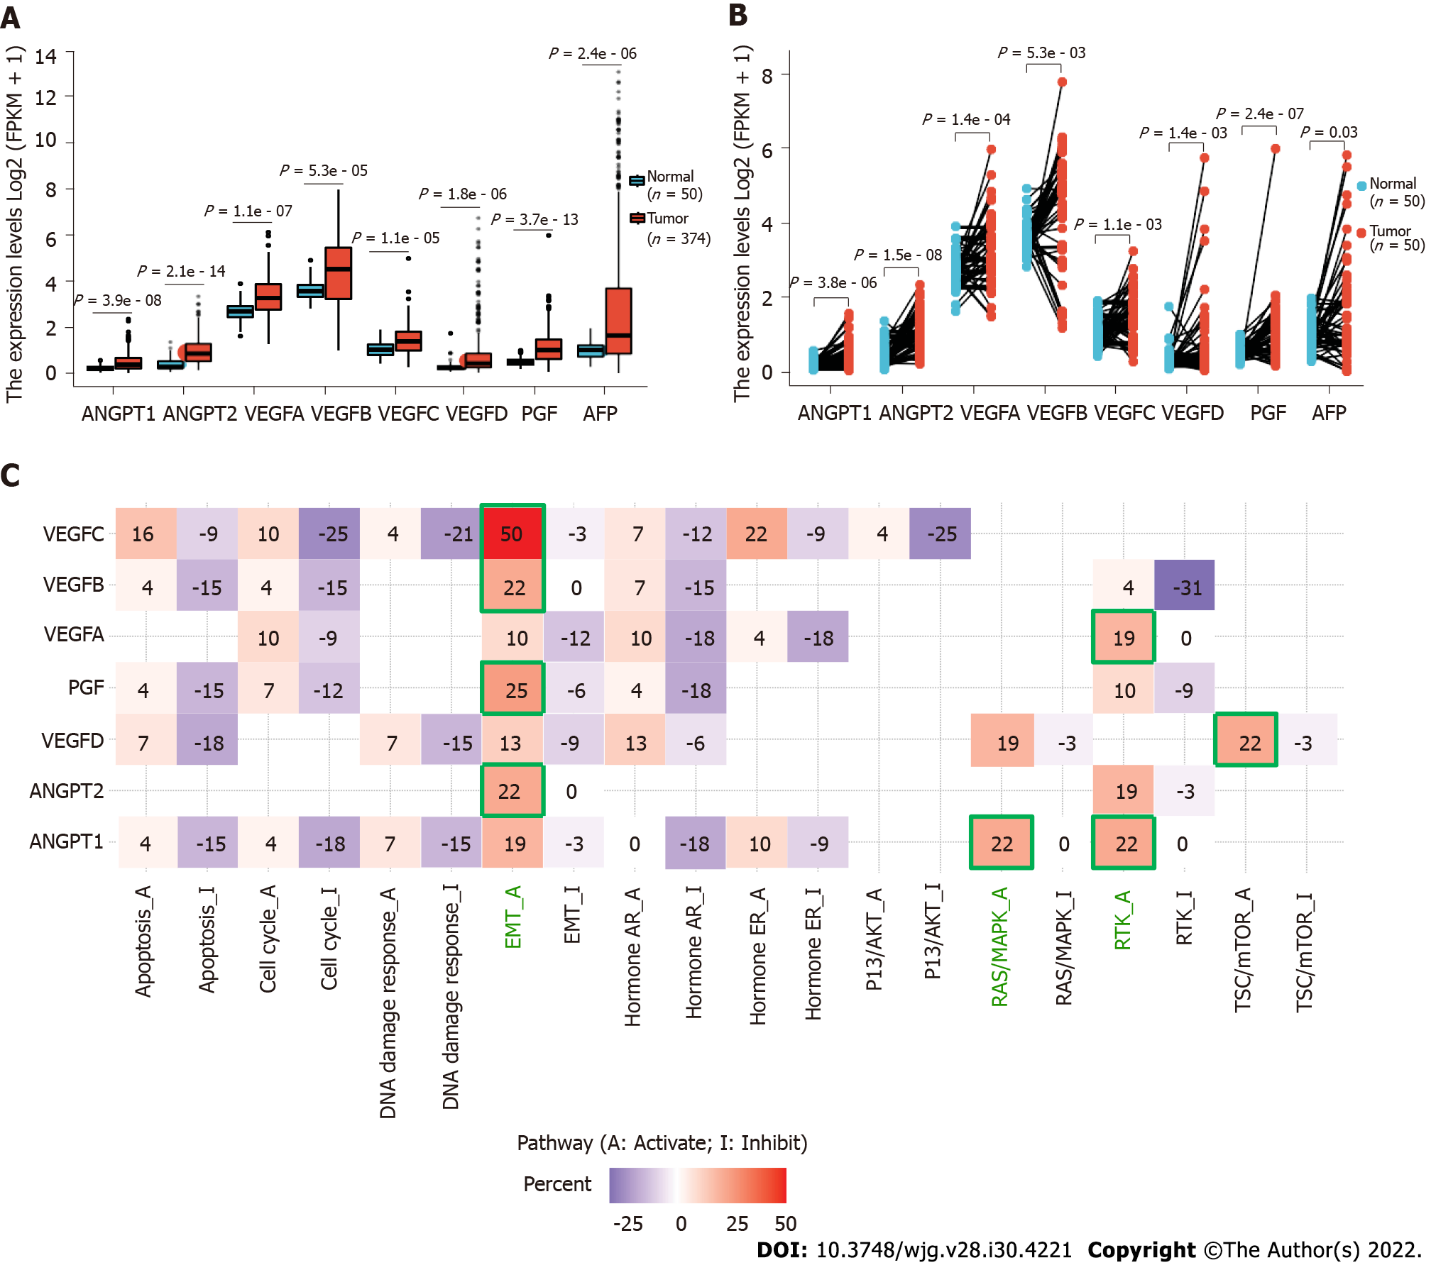 A
The expression levels Log2 (FPKM + 1)
14
12
10
8
6
4
2
0
P = 3.9e - 08
P = 2.1e - 14
P = 1.1e - 07
P = 5.3e - 05
P = 1.1e - 05
P = 1.8e - 06
P = 3.7e - 13
P = 2.4e - 06
Normal
(n = 50)
Tumor
(n = 374)
ANGPT1 ANGPT2 VEGFA VEGFB VEGFC VEGFD PGF AFP
B
The expression levels Log2 (FPKM + 1)
8
6
4
2
0
P = 3.8e - 06
P = 1.5e - 08
P = 1.4e - 04
P = 5.3e - 03
P = 1.1e - 03
P = 1.4e - 03
P = 2.4e - 07
P = 0.03
Normal
(n = 50)
Tumor
(n = 50)
ANGPT1 ANGPT2 VEGFA VEGFB VEGFC VEGFD PGF AFP
C
VEGFC 16 -9 10 -25 4 -21 50 -3 7 -12 22 -9 4 -25
VEGFB 4 -15 4 -15 22 0 7 -15 4 -31
VEGFA 10 -9 10 -12 10 -18 4 -18 19 0
PGF 4 -15 7 -12 25 -6 4 -18 10 -9
VEGFD 7 -18 7 -15 13 -9 13 -6 19 -3 22 -3
ANGPT2 22 0 19 -3
ANGPT1 4 -15 4 -18 7 -15 19 -3 0 -18 10 -9 22 0 22 0
Apoptosis_A
Apoptosis_I
Cell cycle_A
Cell cycle_I
DNA damage response_A
DNA damage response_I
EMT_A
EMT_I
Hormone AR_A
Hormone AR_I
Hormone ER_A
Hormone ER_I
P13/AKT_A
P13/AKT_I
RAS/MAPK_A
RAS/MAPK_I
RTK_A
RTK_I
TSC/mTOR_A
TSC/mTOR_I
Pathway (A: Activate; I: Inhibit)
Percent
-25 0 25 50
DOI: 10.3748/wjg.v28.i30.4221 Copyright ©The Author(s) 2022.